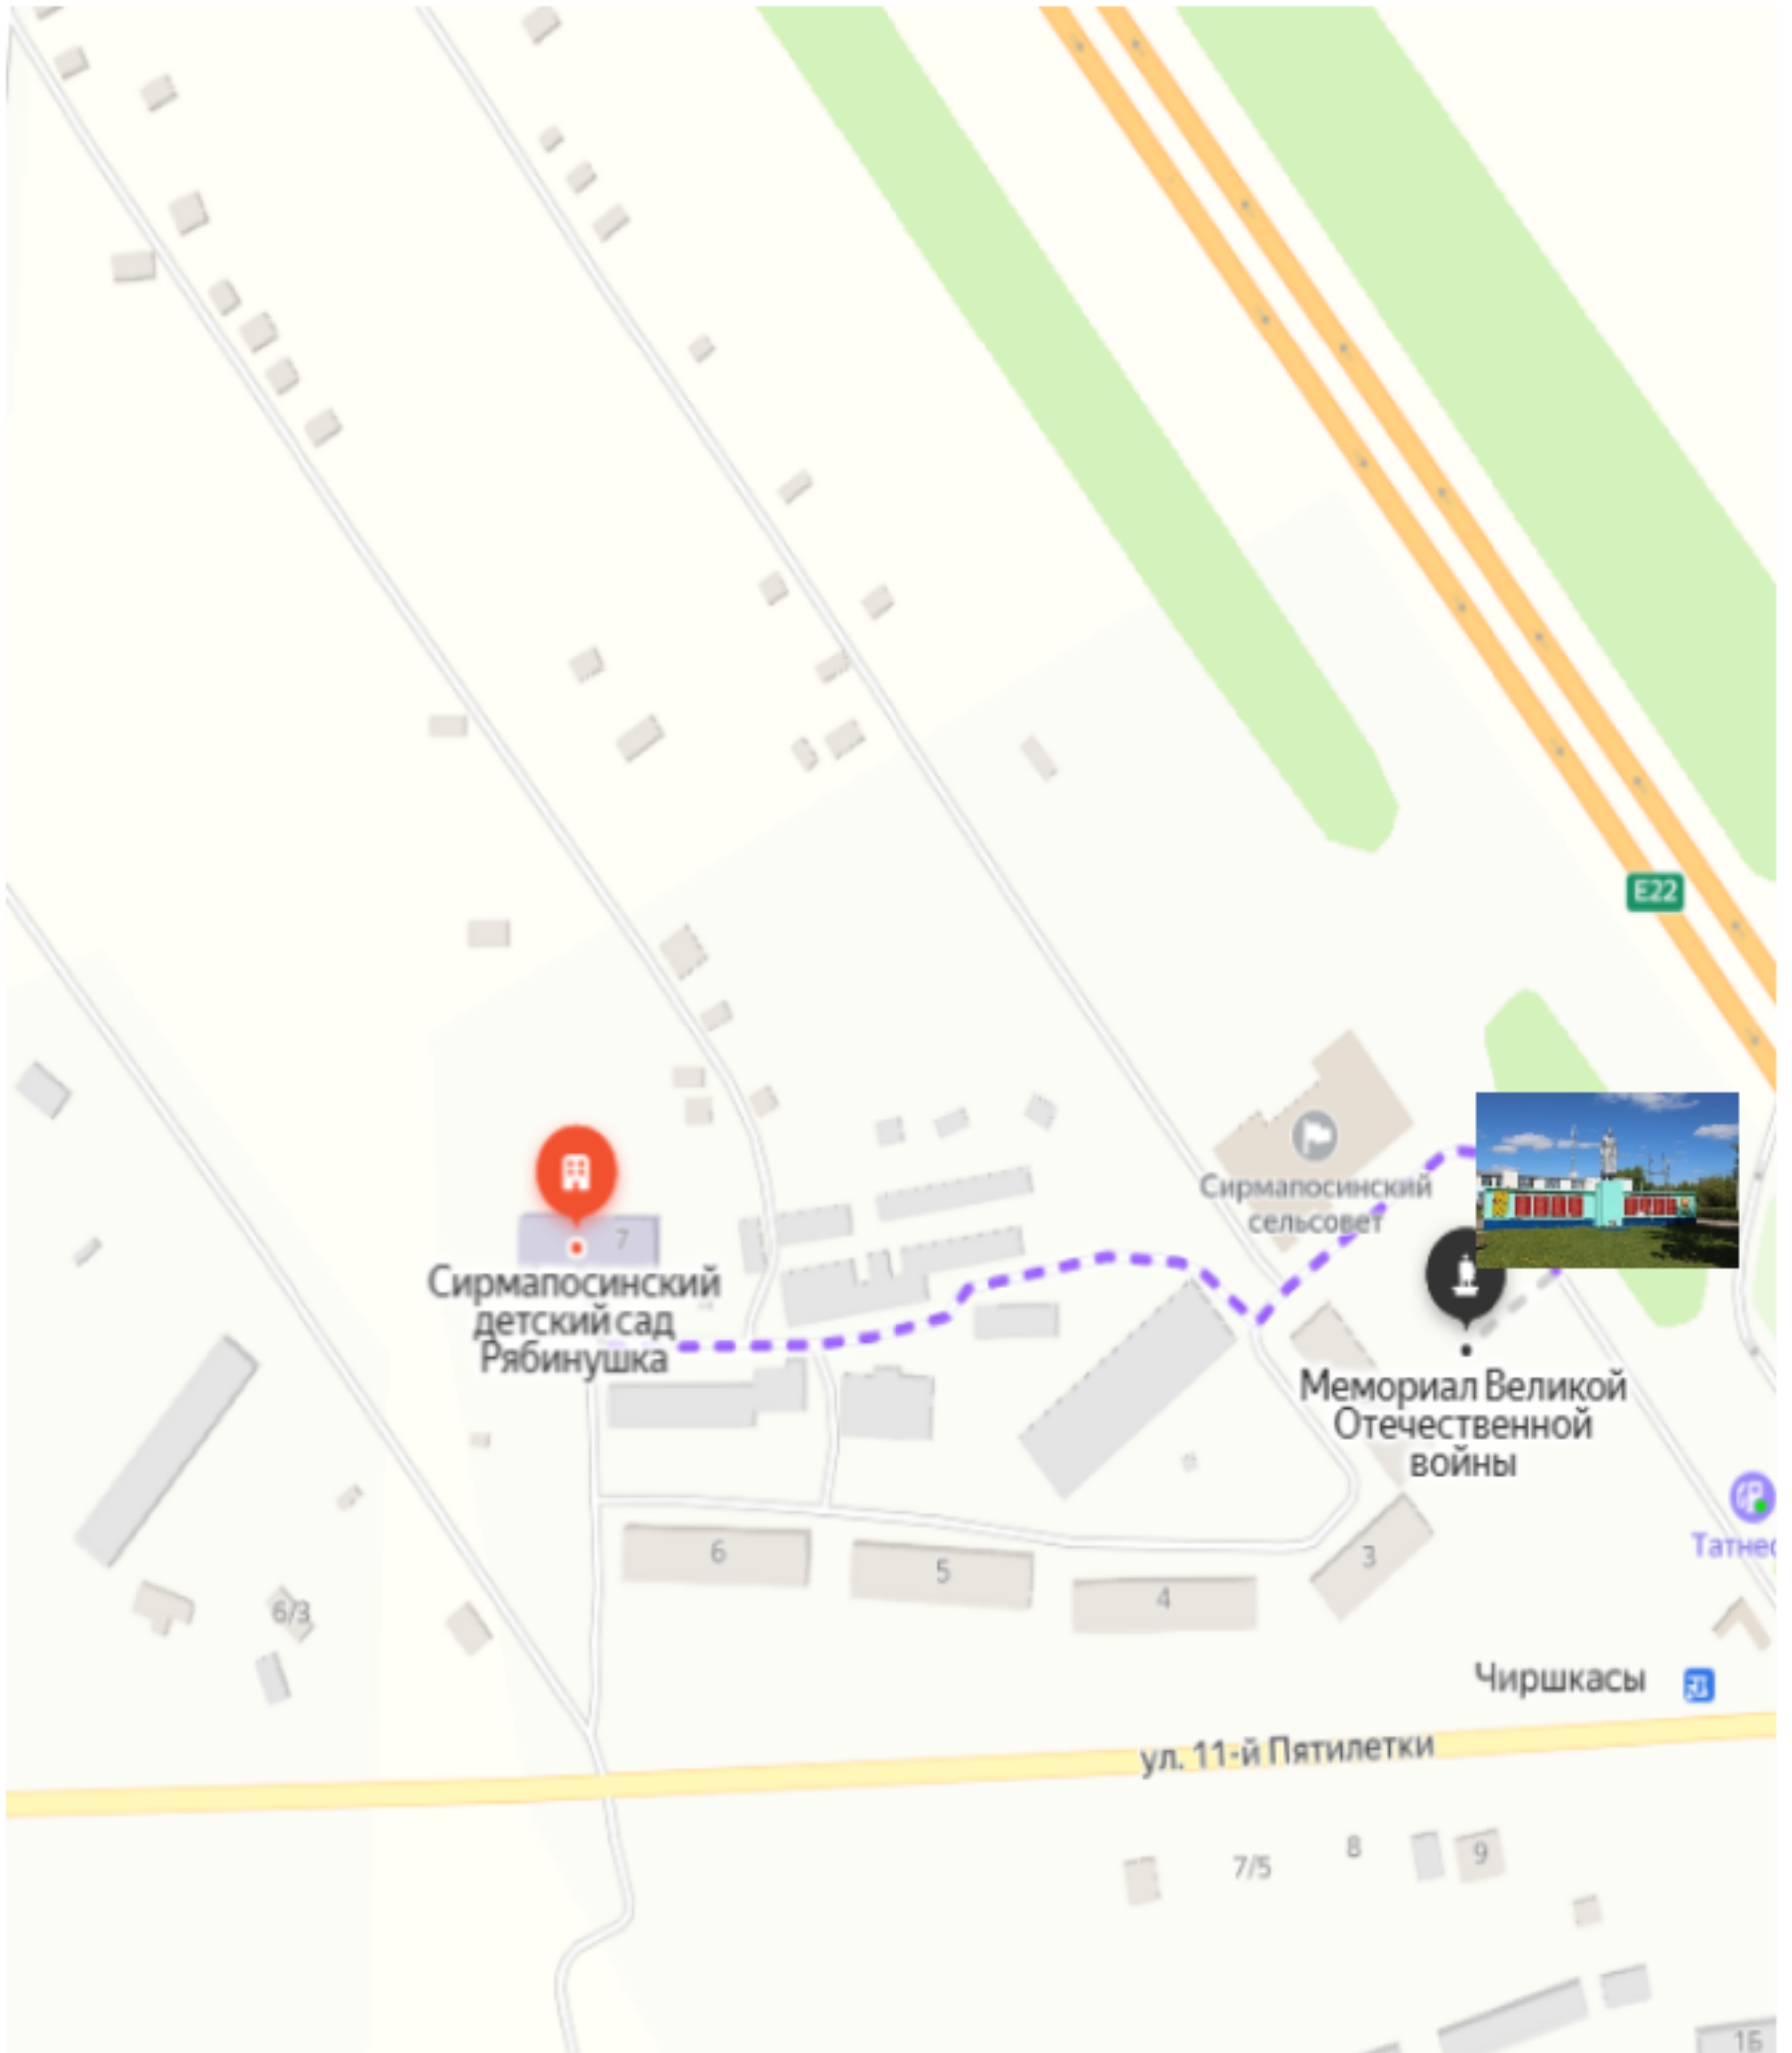 E22
Сирмапосинский
сельсовет
7
Сирмапосинский
детский сад
Рябинушка
Мемориал Великой
Отечественной
войны
6
5
4
3
6/3
Чиршкасы
ул. 11-й Пятилетки
7/5
8
9
1Б